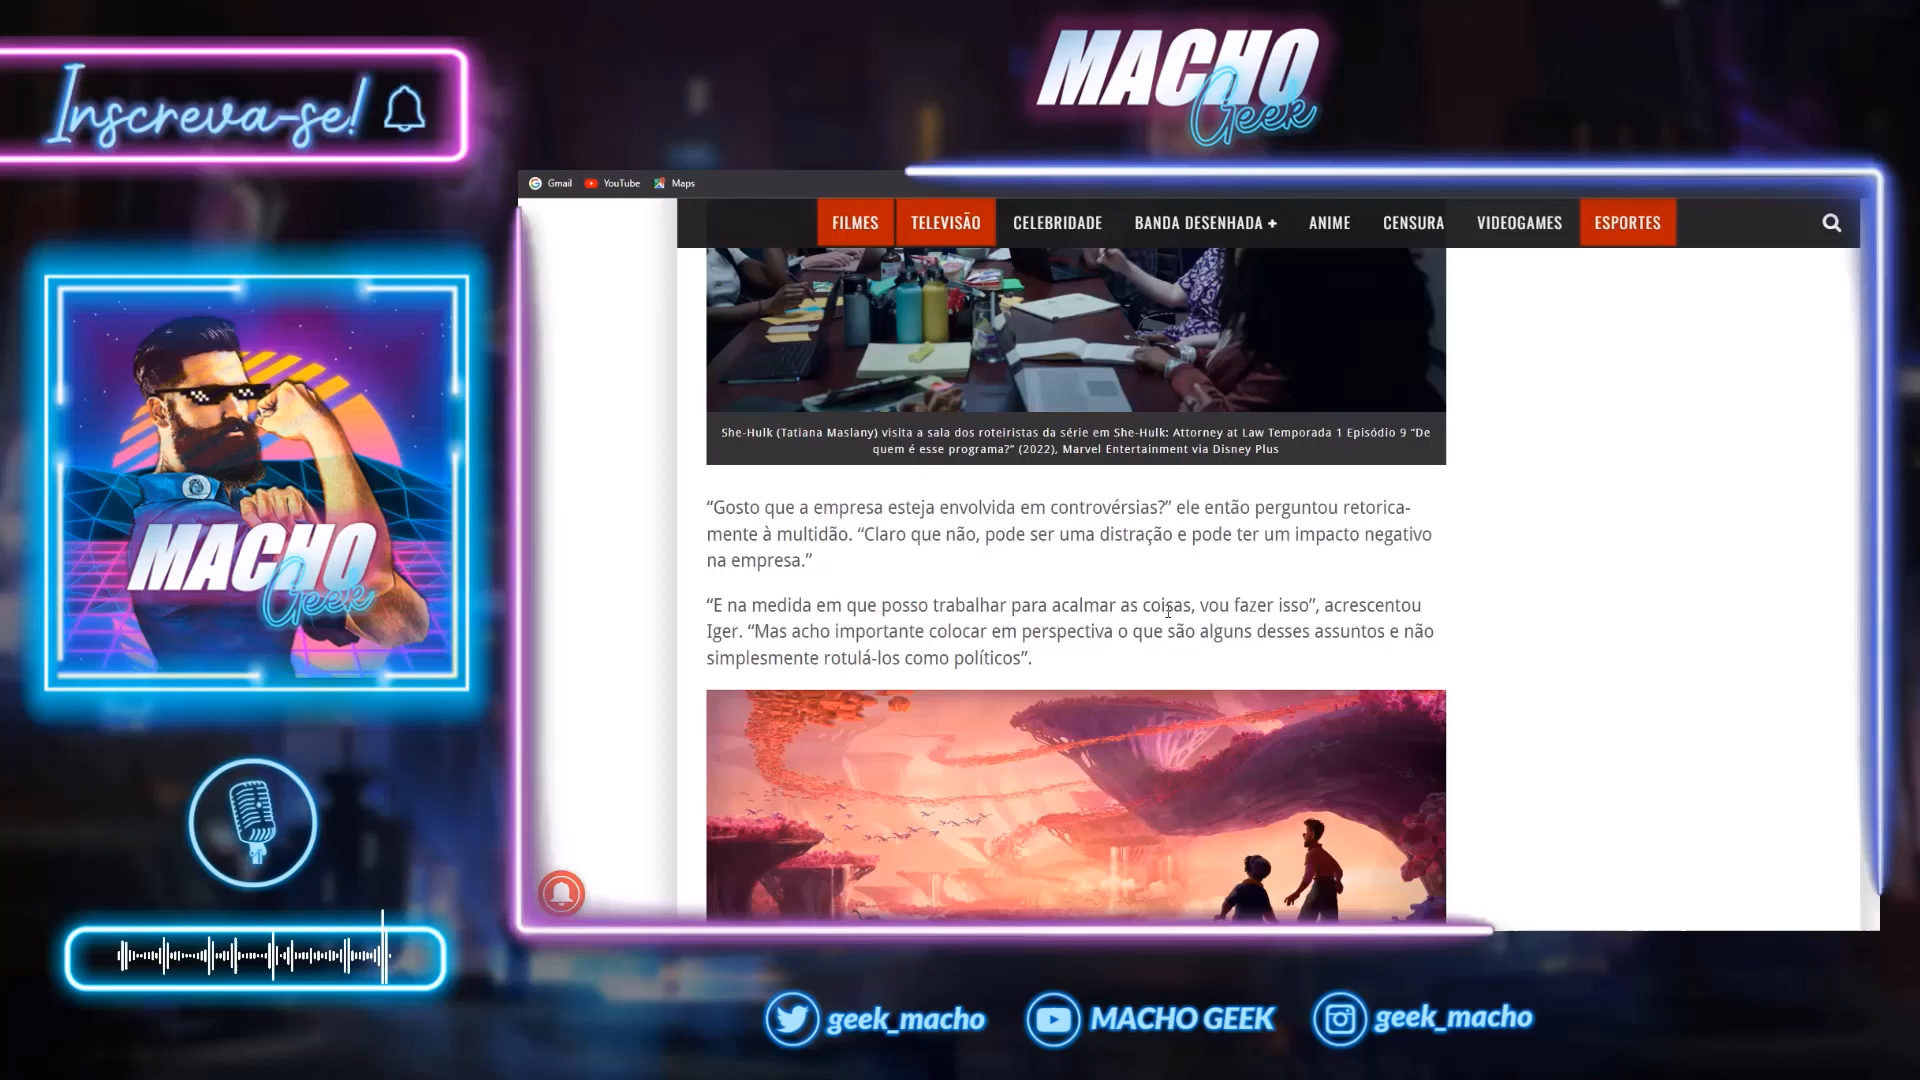 Inscreva-se!
MACHO
Geek
Gmail YouTube Maps
FILMES TELEVISÃO CELEBRIDADE BANDA DESENHADA + ANIME CENSURA VIDEOGAMES ESPORTES
She-Hulk (Tatiana Maslany) visita a sala dos roteiristas da série em She-Hulk: Attorney at Law Temporada 1 Episódio 9 “De
quem é esse programa?” (2022), Marvel Entertainment via Disney Plus
“Gosto que a empresa esteja envolvida em controvérsias?” ele então perguntou retorica-
mente à multidão. “Claro que não, pode ser uma distração e pode ter um impacto negativo
na empresa.”
“E na medida em que posso trabalhar para acalmar as coisas, vou fazer isso”, acrescentou
Iger. “Mas acho importante colocar em perspectiva o que são alguns desses assuntos e não
simplesmente rotulá-los como políticos”.
MACHO
Geek
geek_macho MACHO GEEK geek_macho